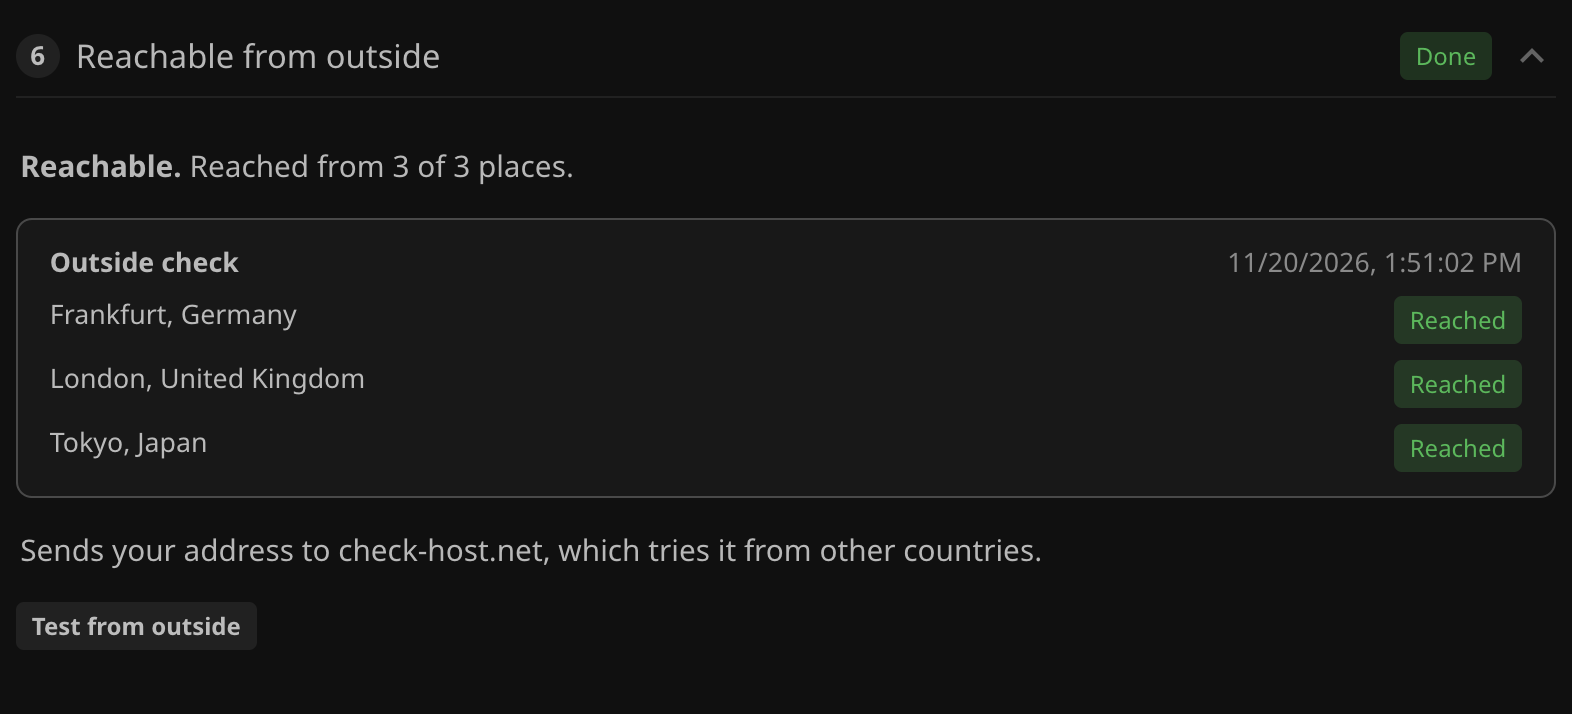 6 Reachable from outside Done
Reachable. Reached from 3 of 3 places.
Outside check 11/20/2026, 1:51:02 PM
Frankfurt, Germany Reached
London, United Kingdom Reached
Tokyo, Japan Reached
Sends your address to check-host.net, which tries it from other countries.
Test from outside